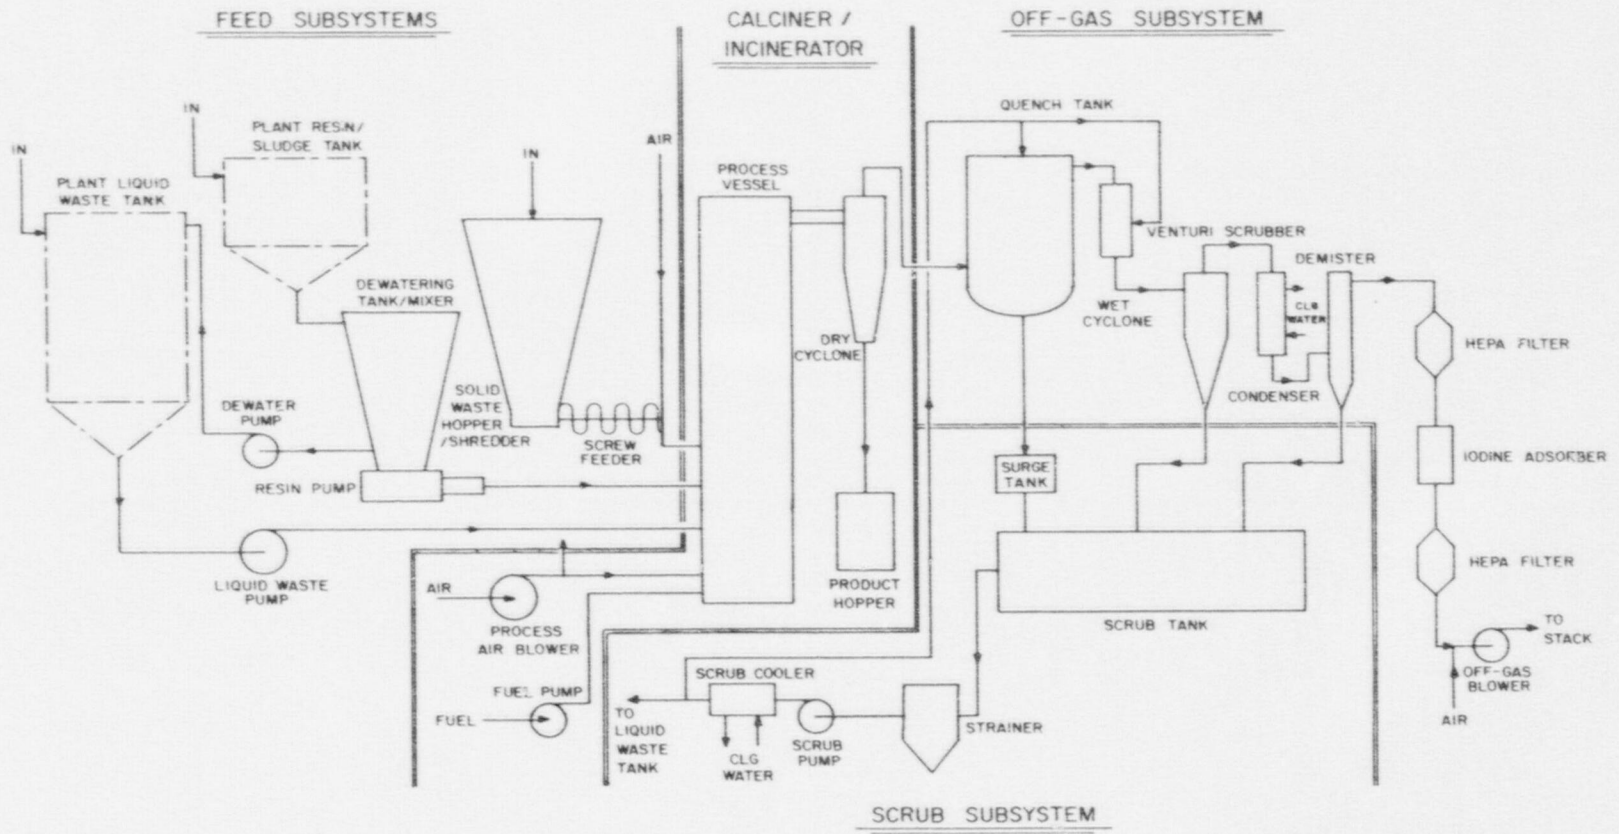 FEED SUBSYSTEMS
CALCINER /
INCINERATOR
OFF-GAS SUBSYSTEM
IN
PLANT LIQUID
WASTE TANK
IN
PLANT RESIN/
SLUDGE TANK
DEWATERING
TANK/MIXER
IN
AIR
SOLID
WASTE
HOPPER
/SHREDDER
SCREW
FEEDER
DEWATER
PUMP
RESIN PUMP
LIQUID WASTE
PUMP
PROCESS
VESSEL
DRY
CYCLONE
PRODUCT
HOPPER
AIR
PROCESS
AIR BLOWER
FUEL PUMP
FUEL
QUENCH TANK
VENTURI SCRUBBER
WET
CYCLONE
CLG
WATER
CONDENSER
DEMISTER
HEPA FILTER
IODINE ADSORBER
HEPA FILTER
TO
STACK
OFF-GAS
BLOWER
AIR
SURGE
TANK
SCRUB TANK
STRAINER
SCRUB
PUMP
SCRUB COOLER
CLG
WATER
TO
LIQUID
WASTE
TANK
SCRUB SUBSYSTEM